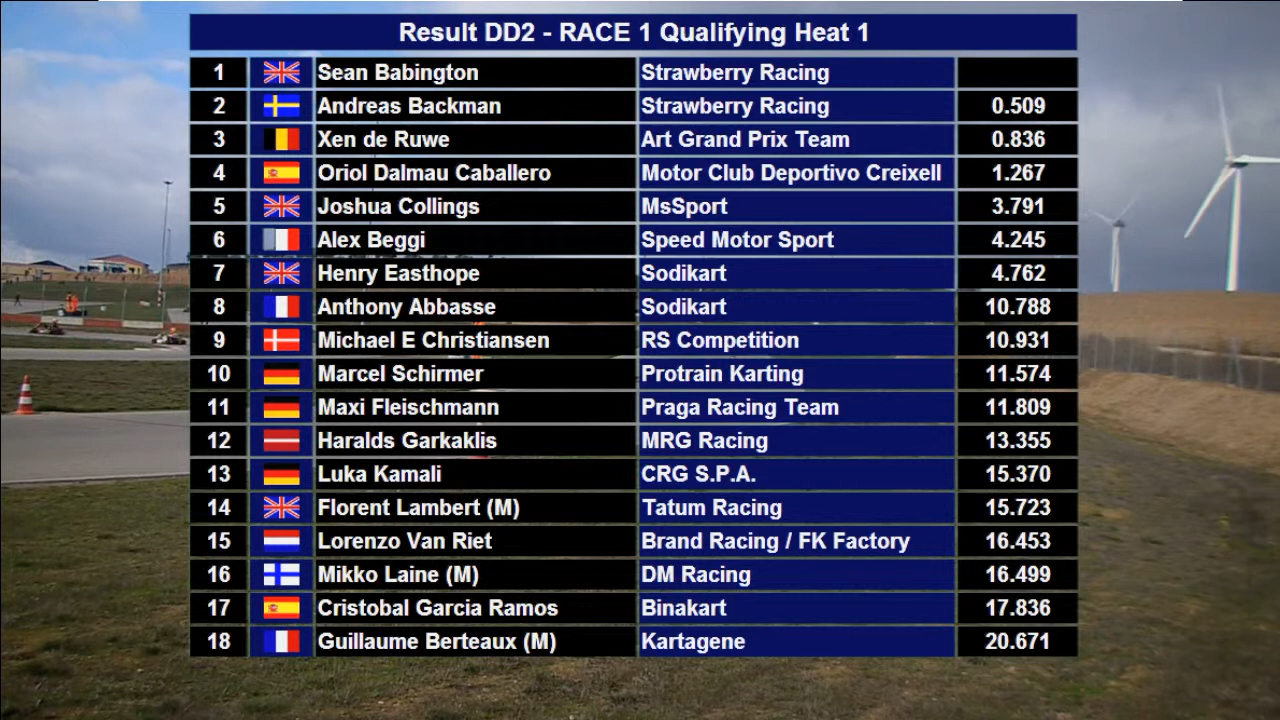 Result DD2 - RACE 1 Qualifying Heat 1
1 Sean Babington Strawberry Racing
2 Andreas Backman Strawberry Racing 0.509
3 Xen de Ruwe Art Grand Prix Team 0.836
4 Oriol Dalmau Caballero Motor Club Deportivo Creixell 1.267
5 Joshua Collings MsSport 3.791
6 Alex Beggi Speed Motor Sport 4.245
7 Henry Easthope Sodikart 4.762
8 Anthony Abbasse Sodikart 10.788
9 Michael E Christiansen RS Competition 10.931
10 Marcel Schirmer Protrain Karting 11.574
11 Maxi Fleischmann Praga Racing Team 11.809
12 Haralds Garkaklis MRG Racing 13.355
13 Luka Kamali CRG S.P.A. 15.370
14 Florent Lambert (M) Tatum Racing 15.723
15 Lorenzo Van Riet Brand Racing / FK Factory 16.453
16 Mikko Laine (M) DM Racing 16.499
17 Cristobal Garcia Ramos Binakart 17.836
18 Guillaume Berteaux (M) Kartagene 20.671